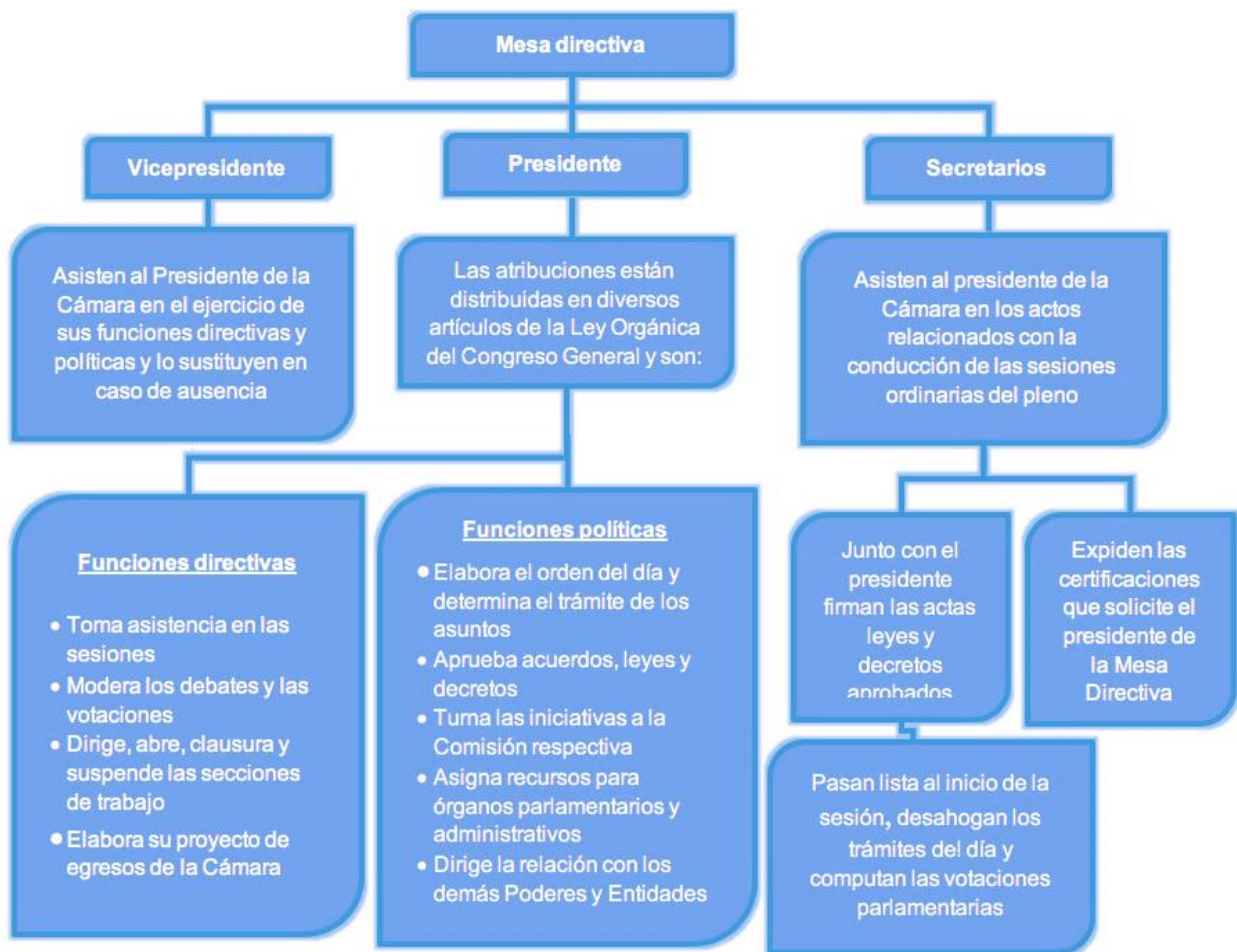 Mesa directiva
Vicepresidente
Presidente
Secretarios
Asisten al Presidente de la
Cámara en el ejercicio de
sus funciones directivas y
políticas y lo sustituyen en
caso de ausencia
Las atribuciones están
distribuidas en diversos
artículos de la Ley Orgánica
del Congreso General y son:
Asisten al presidente de la
Cámara en los actos
relacionados con la
conducción de las sesiones
ordinarias del pleno
Funciones directivas
• Toma asistencia en las
sesiones
• Modera los debates y las
votaciones
• Dirige, abre, clausura y
suspende las secciones
de trabajo
• Elabora su proyecto de
egresos de la Cámara
Funciones políticas
• Elabora el orden del día y
determina el trámite de los
asuntos
• Aprueba acuerdos, leyes y
decretos
• Turna las iniciativas a la
Comisión respectiva
• Asigna recursos para
órganos parlamentarios y
administrativos
• Dirige la relación con los
demás Poderes y Entidades
Junto con el
presidente
firman las actas
leyes y
decretos
aprobados
Expiden las
certificaciones
que solicite el
presidente de
la Mesa
Directiva
Pasan lista al inicio de la
sesión, desahogan los
trámites del día y
computan las votaciones
parlamentarias